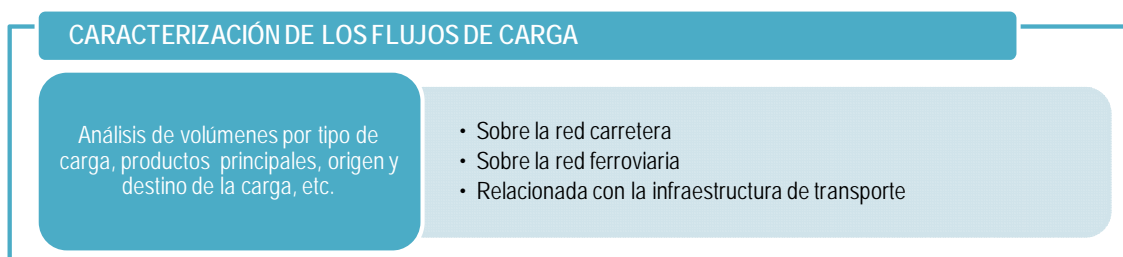 CARACTERIZACIÓN DE LOS FLUJOS DE CARGA
Análisis de volúmenes por tipo de
carga, productos principales, origen y
destino de la carga, etc.
• Sobre la red carretera
• Sobre la red ferroviaria
• Relacionada con la infraestructura de transporte